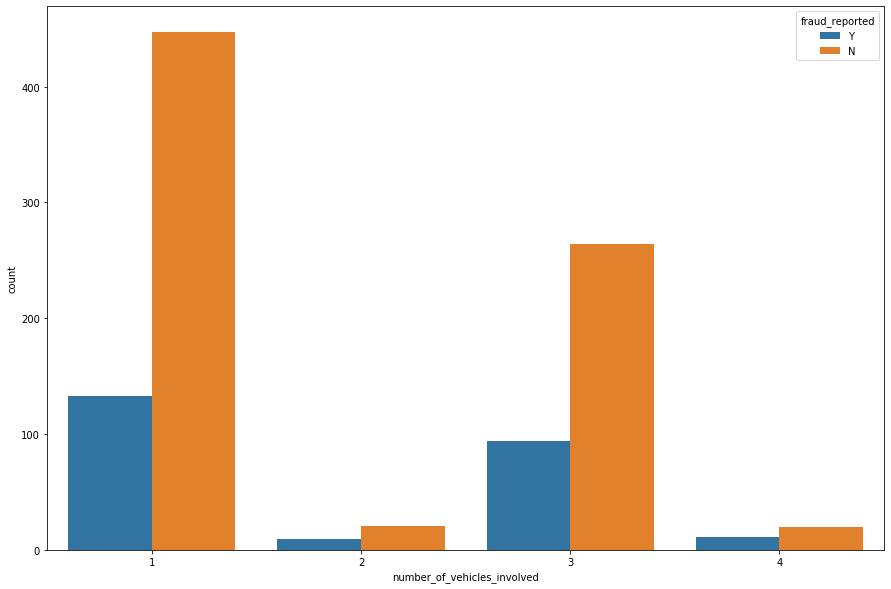 fraud_reported
Y
N
400
300
200
100
0
count
1 2 3 4
number_of_vehicles_involved